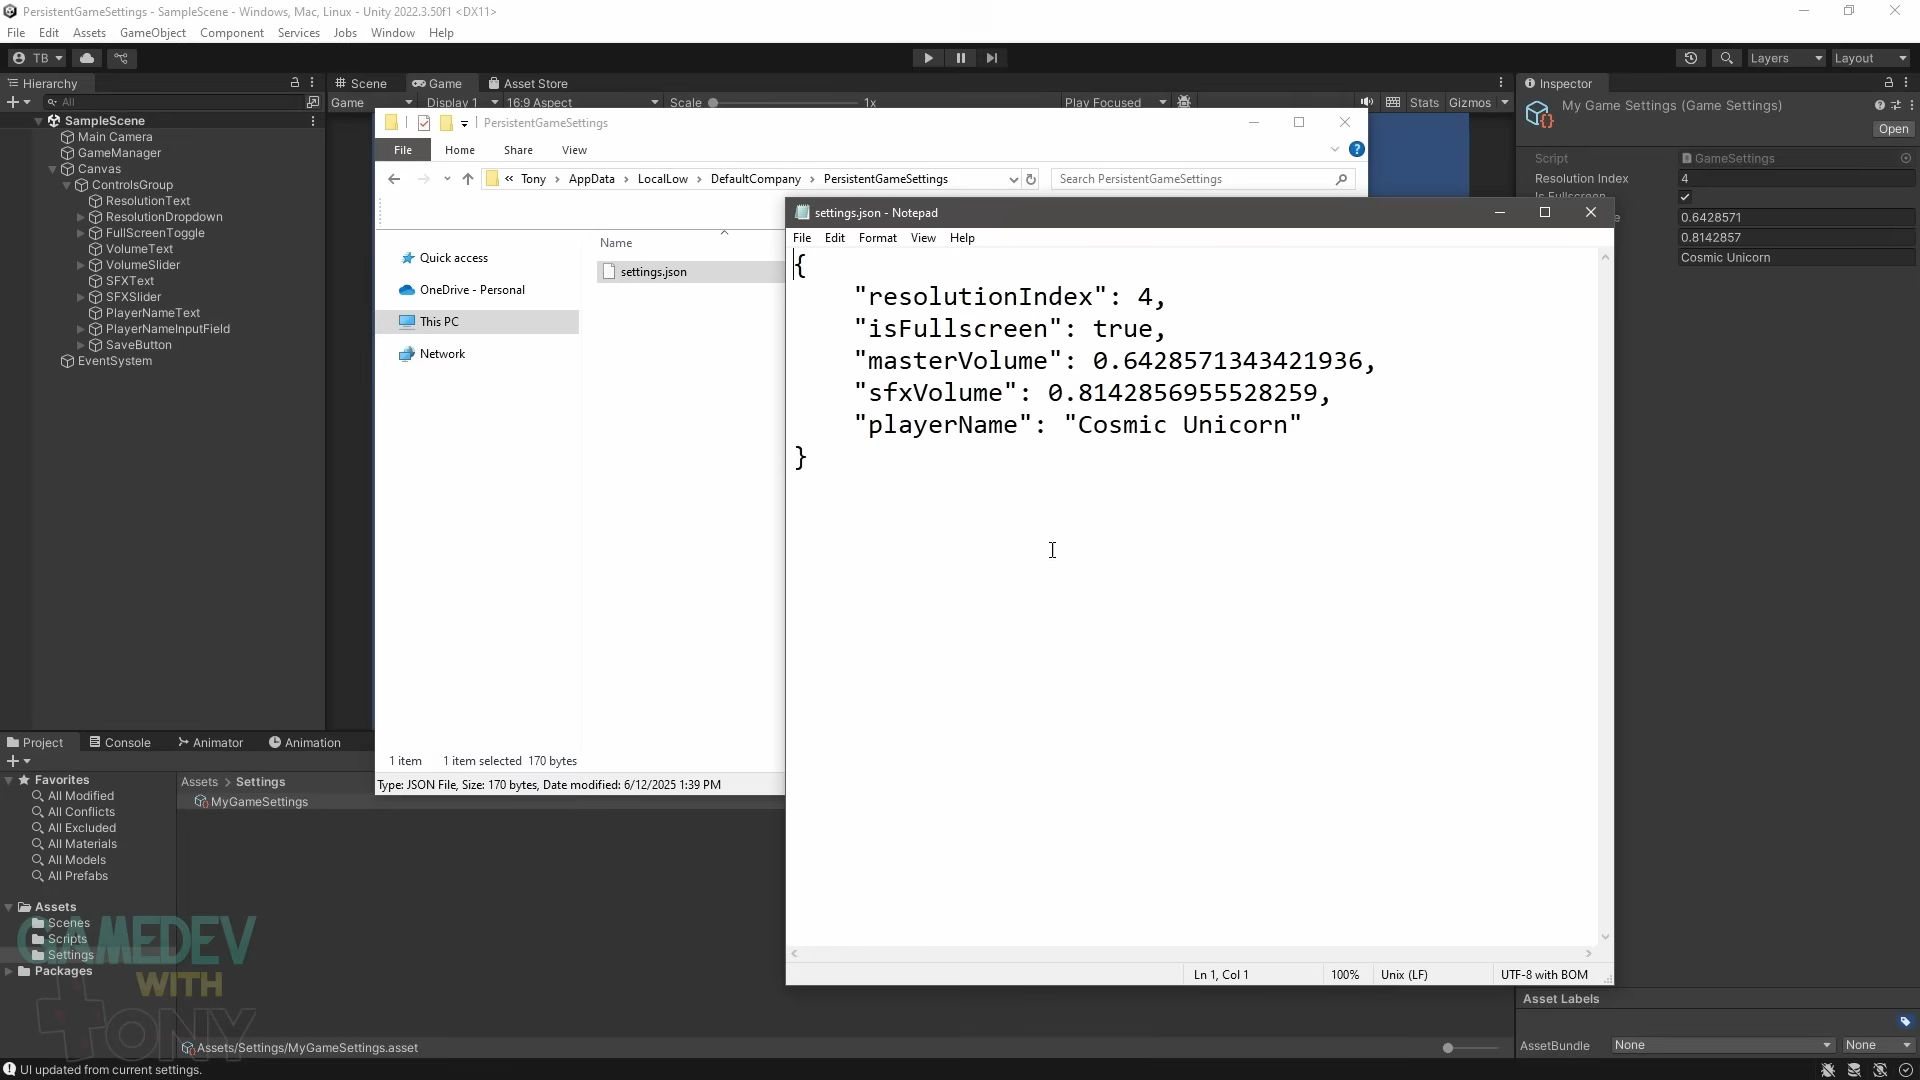 PersistentGameSettings - SampleScene - Windows, Mac, Linux - Unity 2022.3.50f1 <DX11>
File Edit Assets GameObject Component Services Jobs Window Help
TB
Layers
Layout
Hierarchy
Scene
Game
Asset Store
Inspector
All
Game
Display 1
16:9 Aspect
Scale
1x
Play Focused
Stats
Gizmos
SampleScene
Main Camera
GameManager
Canvas
ControlsGroup
ResolutionText
ResolutionDropdown
FullScreenToggle
VolumeText
VolumeSlider
SFXText
SFXSlider
PlayerNameText
PlayerNameInputField
SaveButton
EventSystem
PersistentGameSettings
File
Home
Share
View
« Tony > AppData > LocalLow > DefaultCompany > PersistentGameSettings
Search PersistentGameSettings
Quick access
OneDrive - Personal
This PC
Network
Name
settings.json
1 item
1 item selected 170 bytes
Type: JSON File, Size: 170 bytes, Date modified: 6/12/2025 1:39 PM
settings.json - Notepad
File Edit Format View Help
{
"resolutionIndex": 4,
"isFullscreen": true,
"masterVolume": 0.6428571343421936,
"sfxVolume": 0.8142856955528259,
"playerName": "Cosmic Unicorn"
}
Ln 1, Col 1
100%
Unix (LF)
UTF-8 with BOM
My Game Settings (Game Settings)
Open
Script
GameSettings
Resolution Index
4
Is Fullscreen
0.6428571
0.8142857
Cosmic Unicorn
Asset Labels
AssetBundle
None
None
Project
Console
Animator
Animation
Favorites
All Modified
All Conflicts
All Excluded
All Materials
All Models
All Prefabs
Assets
Scenes
Scripts
Settings
Packages
Assets > Settings
MyGameSettings
Assets/Settings/MyGameSettings.asset
GAMEDEV
WITH
TONY
UI updated from current settings.